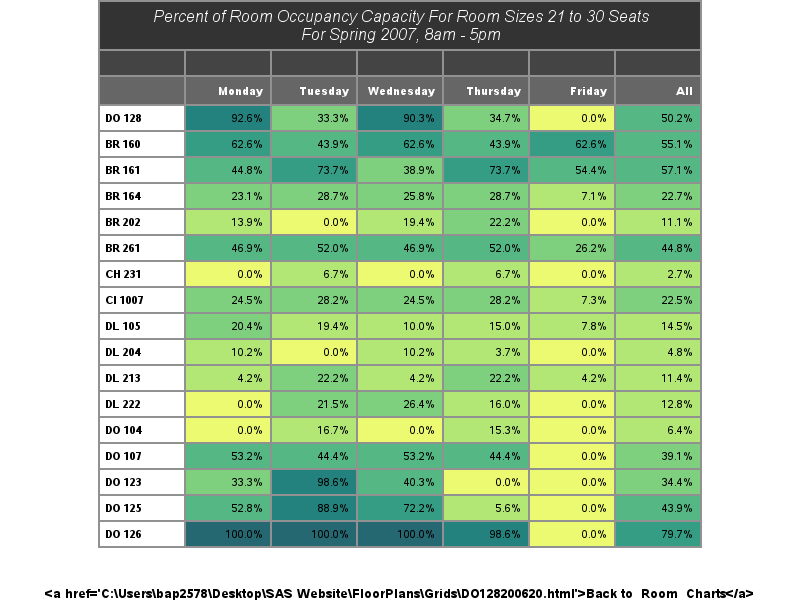 Percent of Room Occupancy Capacity For Room Sizes 21 to 30 Seats
For Spring 2007, 8am - 5pm
Monday Tuesday Wednesday Thursday Friday All
DO 128 92.6% 33.3% 90.3% 34.7% 0.0% 50.2%
BR 160 62.6% 43.9% 62.6% 43.9% 62.6% 55.1%
BR 161 44.8% 73.7% 38.9% 73.7% 54.4% 57.1%
BR 164 23.1% 28.7% 25.8% 28.7% 7.1% 22.7%
BR 202 13.9% 0.0% 19.4% 22.2% 0.0% 11.1%
BR 261 46.9% 52.0% 46.9% 52.0% 26.2% 44.8%
CH 231 0.0% 6.7% 0.0% 6.7% 0.0% 2.7%
CI 1007 24.5% 28.2% 24.5% 28.2% 7.3% 22.5%
DL 105 20.4% 19.4% 10.0% 15.0% 7.8% 14.5%
DL 204 10.2% 0.0% 10.2% 3.7% 0.0% 4.8%
DL 213 4.2% 22.2% 4.2% 22.2% 4.2% 11.4%
DL 222 0.0% 21.5% 26.4% 16.0% 0.0% 12.8%
DO 104 0.0% 16.7% 0.0% 15.3% 0.0% 6.4%
DO 107 53.2% 44.4% 53.2% 44.4% 0.0% 39.1%
DO 123 33.3% 98.6% 40.3% 0.0% 0.0% 34.4%
DO 125 52.8% 88.9% 72.2% 5.6% 0.0% 43.9%
DO 126 100.0% 100.0% 100.0% 98.6% 0.0% 79.7%
<a href='C:\Users\bap2578\Desktop\SAS Website\FloorPlans\Grids\DO128200620.html'>Back to Room Charts</a>